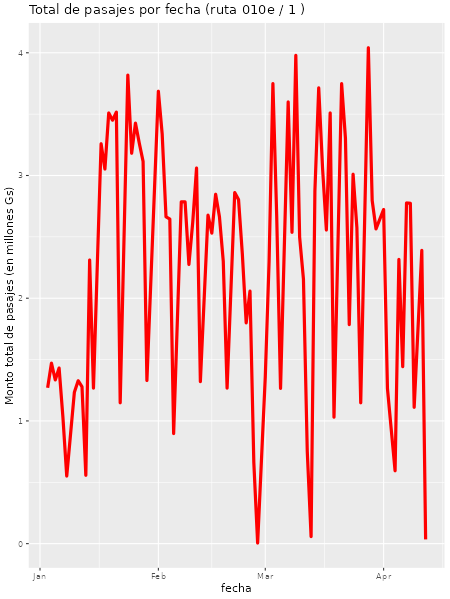 Total de pasajes por fecha (ruta 010e / 1 )
Monto total de pasajes (en millones Gs)
4
3
2
1
0
Jan Feb Mar Apr
fecha